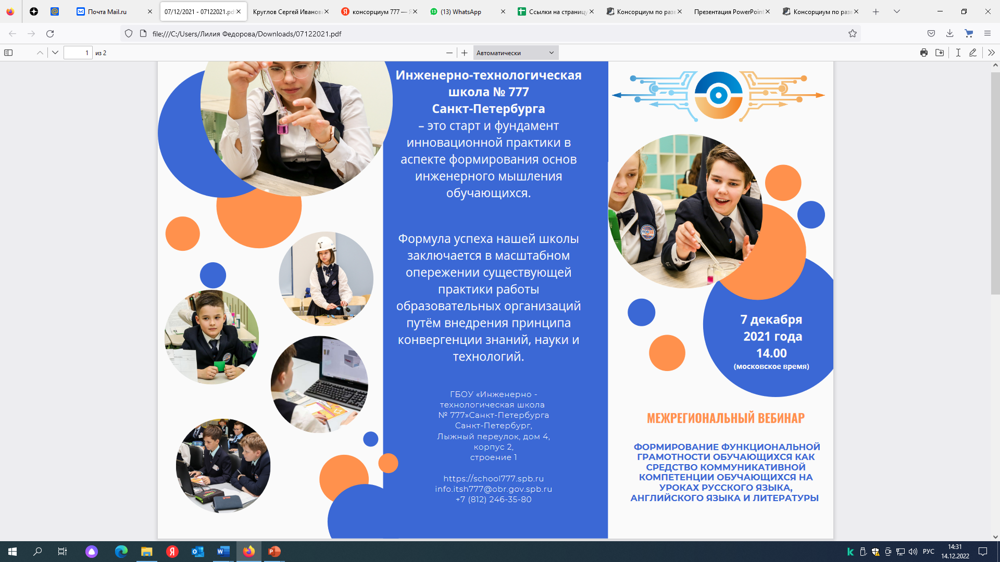 Почта Mail.ru
07/12/2021 - 07122021.pd
Круглов Сергей Иванов
консорциум 777 — Я
(13) WhatsApp
Ссылки на страницу
Консорциум по разв
Презентация PowerPoint
Консорциум по разв
file:///C:/Users/Лилия Федорова/Downloads/07122021.pdf
1 из 2
Автоматически
Инженерно-технологическая
школа № 777
Санкт-Петербурга
– это старт и фундамент
инновационной практики в
аспекте формирования основ
инженерного мышления
обучающихся.
Формула успеха нашей школы
заключается в масштабном
опережении существующей
практики работы
образовательных организаций
путём внедрения принципа
конвергенции знаний, науки и
технологий.
ГБОУ «Инженерно -
технологическая школа
№ 777»Санкт-Петербурга
Санкт-Петербург,
Лыжный переулок, дом 4,
корпус 2,
строение 1
https://school777.spb.ru
info.itsh777@obr.gov.spb.ru
+7 (812) 246-35-80
7 декабря
2021 года
14.00
(московское время)
МЕЖРЕГИОНАЛЬНЫЙ ВЕБИНАР
ФОРМИРОВАНИЕ ФУНКЦИОНАЛЬНОЙ
ГРАМОТНОСТИ ОБУЧАЮЩИХСЯ КАК
СРЕДСТВО КОММУНИКАТИВНОЙ
КОМПЕТЕНЦИИ ОБУЧАЮЩИХСЯ НА
УРОКАХ РУССКОГО ЯЗЫКА,
АНГЛИЙСКОГО ЯЗЫКА И ЛИТЕРАТУРЫ
РУС
14:31
14.12.2022